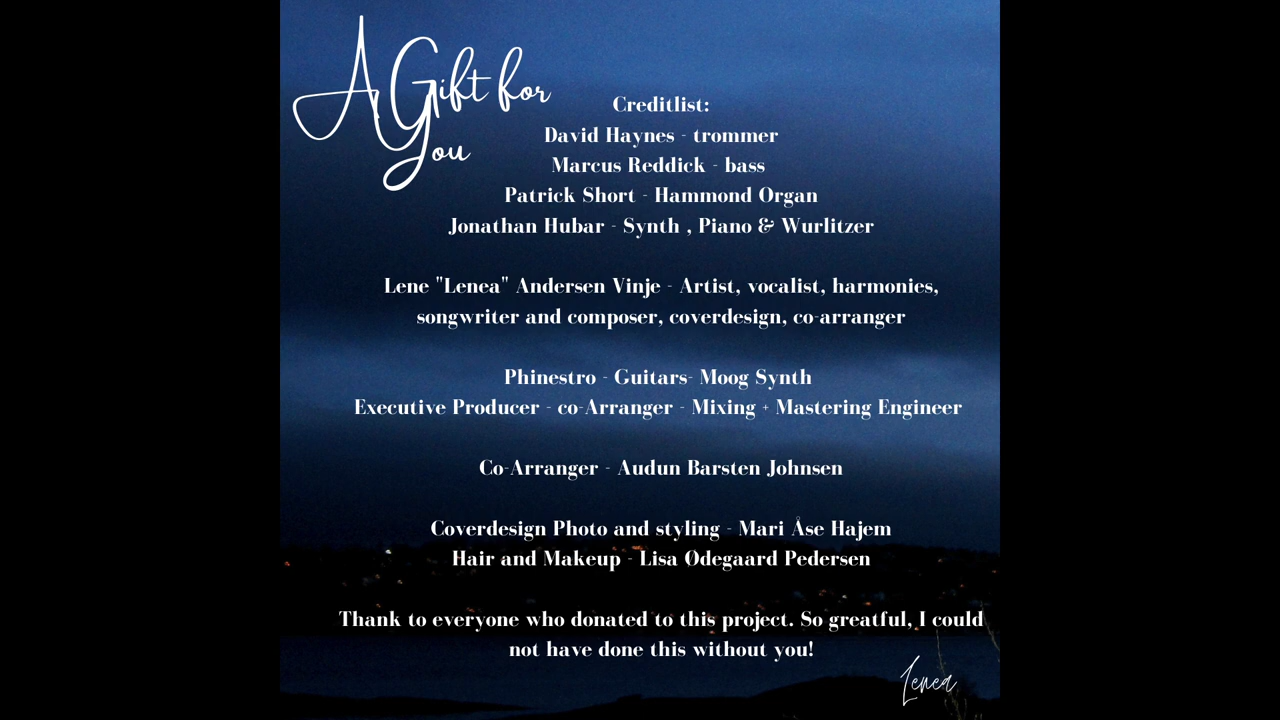 A Gift for
You
Creditlist:
David Haynes - trommer
Marcus Reddick - bass
Patrick Short - Hammond Organ
Jonathan Hubar - Synth , Piano & Wurlitzer
Lene "Lenea" Andersen Vinje - Artist, vocalist, harmonies,
songwriter and composer, coverdesign, co-arranger
Phinestro - Guitars- Moog Synth
Executive Producer - co-Arranger - Mixing + Mastering Engineer
Co-Arranger - Audun Barsten Johnsen
Coverdesign Photo and styling - Mari Åse Hajem
Hair and Makeup - Lisa Ødegaard Pedersen
Thank to everyone who donated to this project. So greatful, I could
not have done this without you!
Lenea